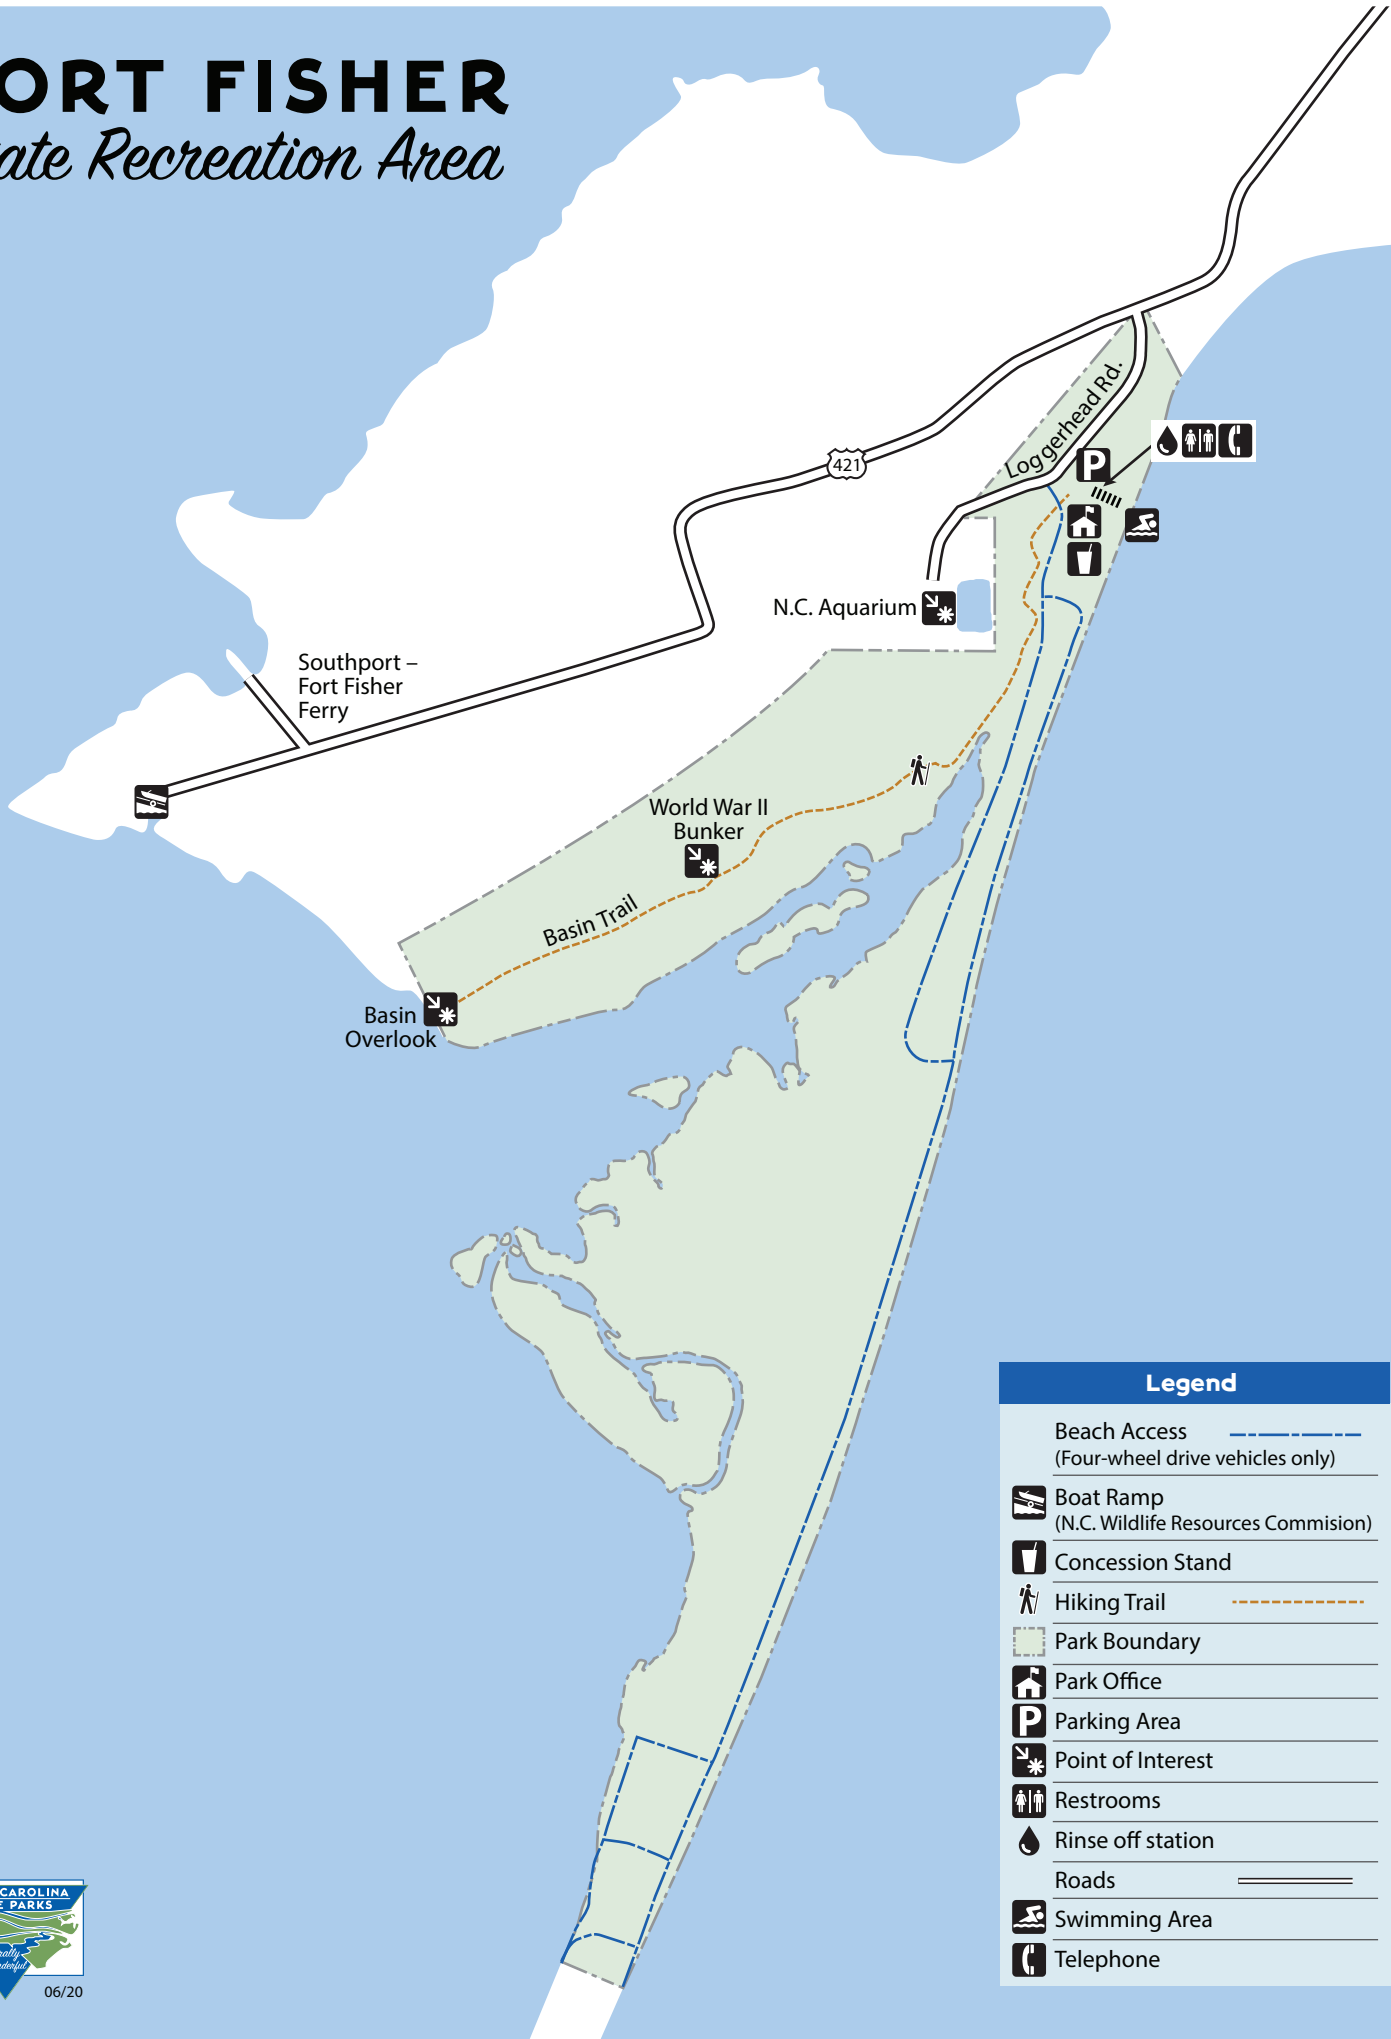 ORT FISHER
ate Recreation Area
Loggerhead Rd.
421
P
N.C. Aquarium
Southport –
Fort Fisher
Ferry
World War II
Bunker
Basin Trail
Basin
Overlook
Legend
Beach Access
(Four-wheel drive vehicles only)
Boat Ramp
(N.C. Wildlife Resources Commision)
Concession Stand
Hiking Trail
Park Boundary
Park Office
P Parking Area
Point of Interest
Restrooms
Rinse off station
Roads
Swimming Area
Telephone
CAROLINA
E PARKS
rally
nderful
06/20